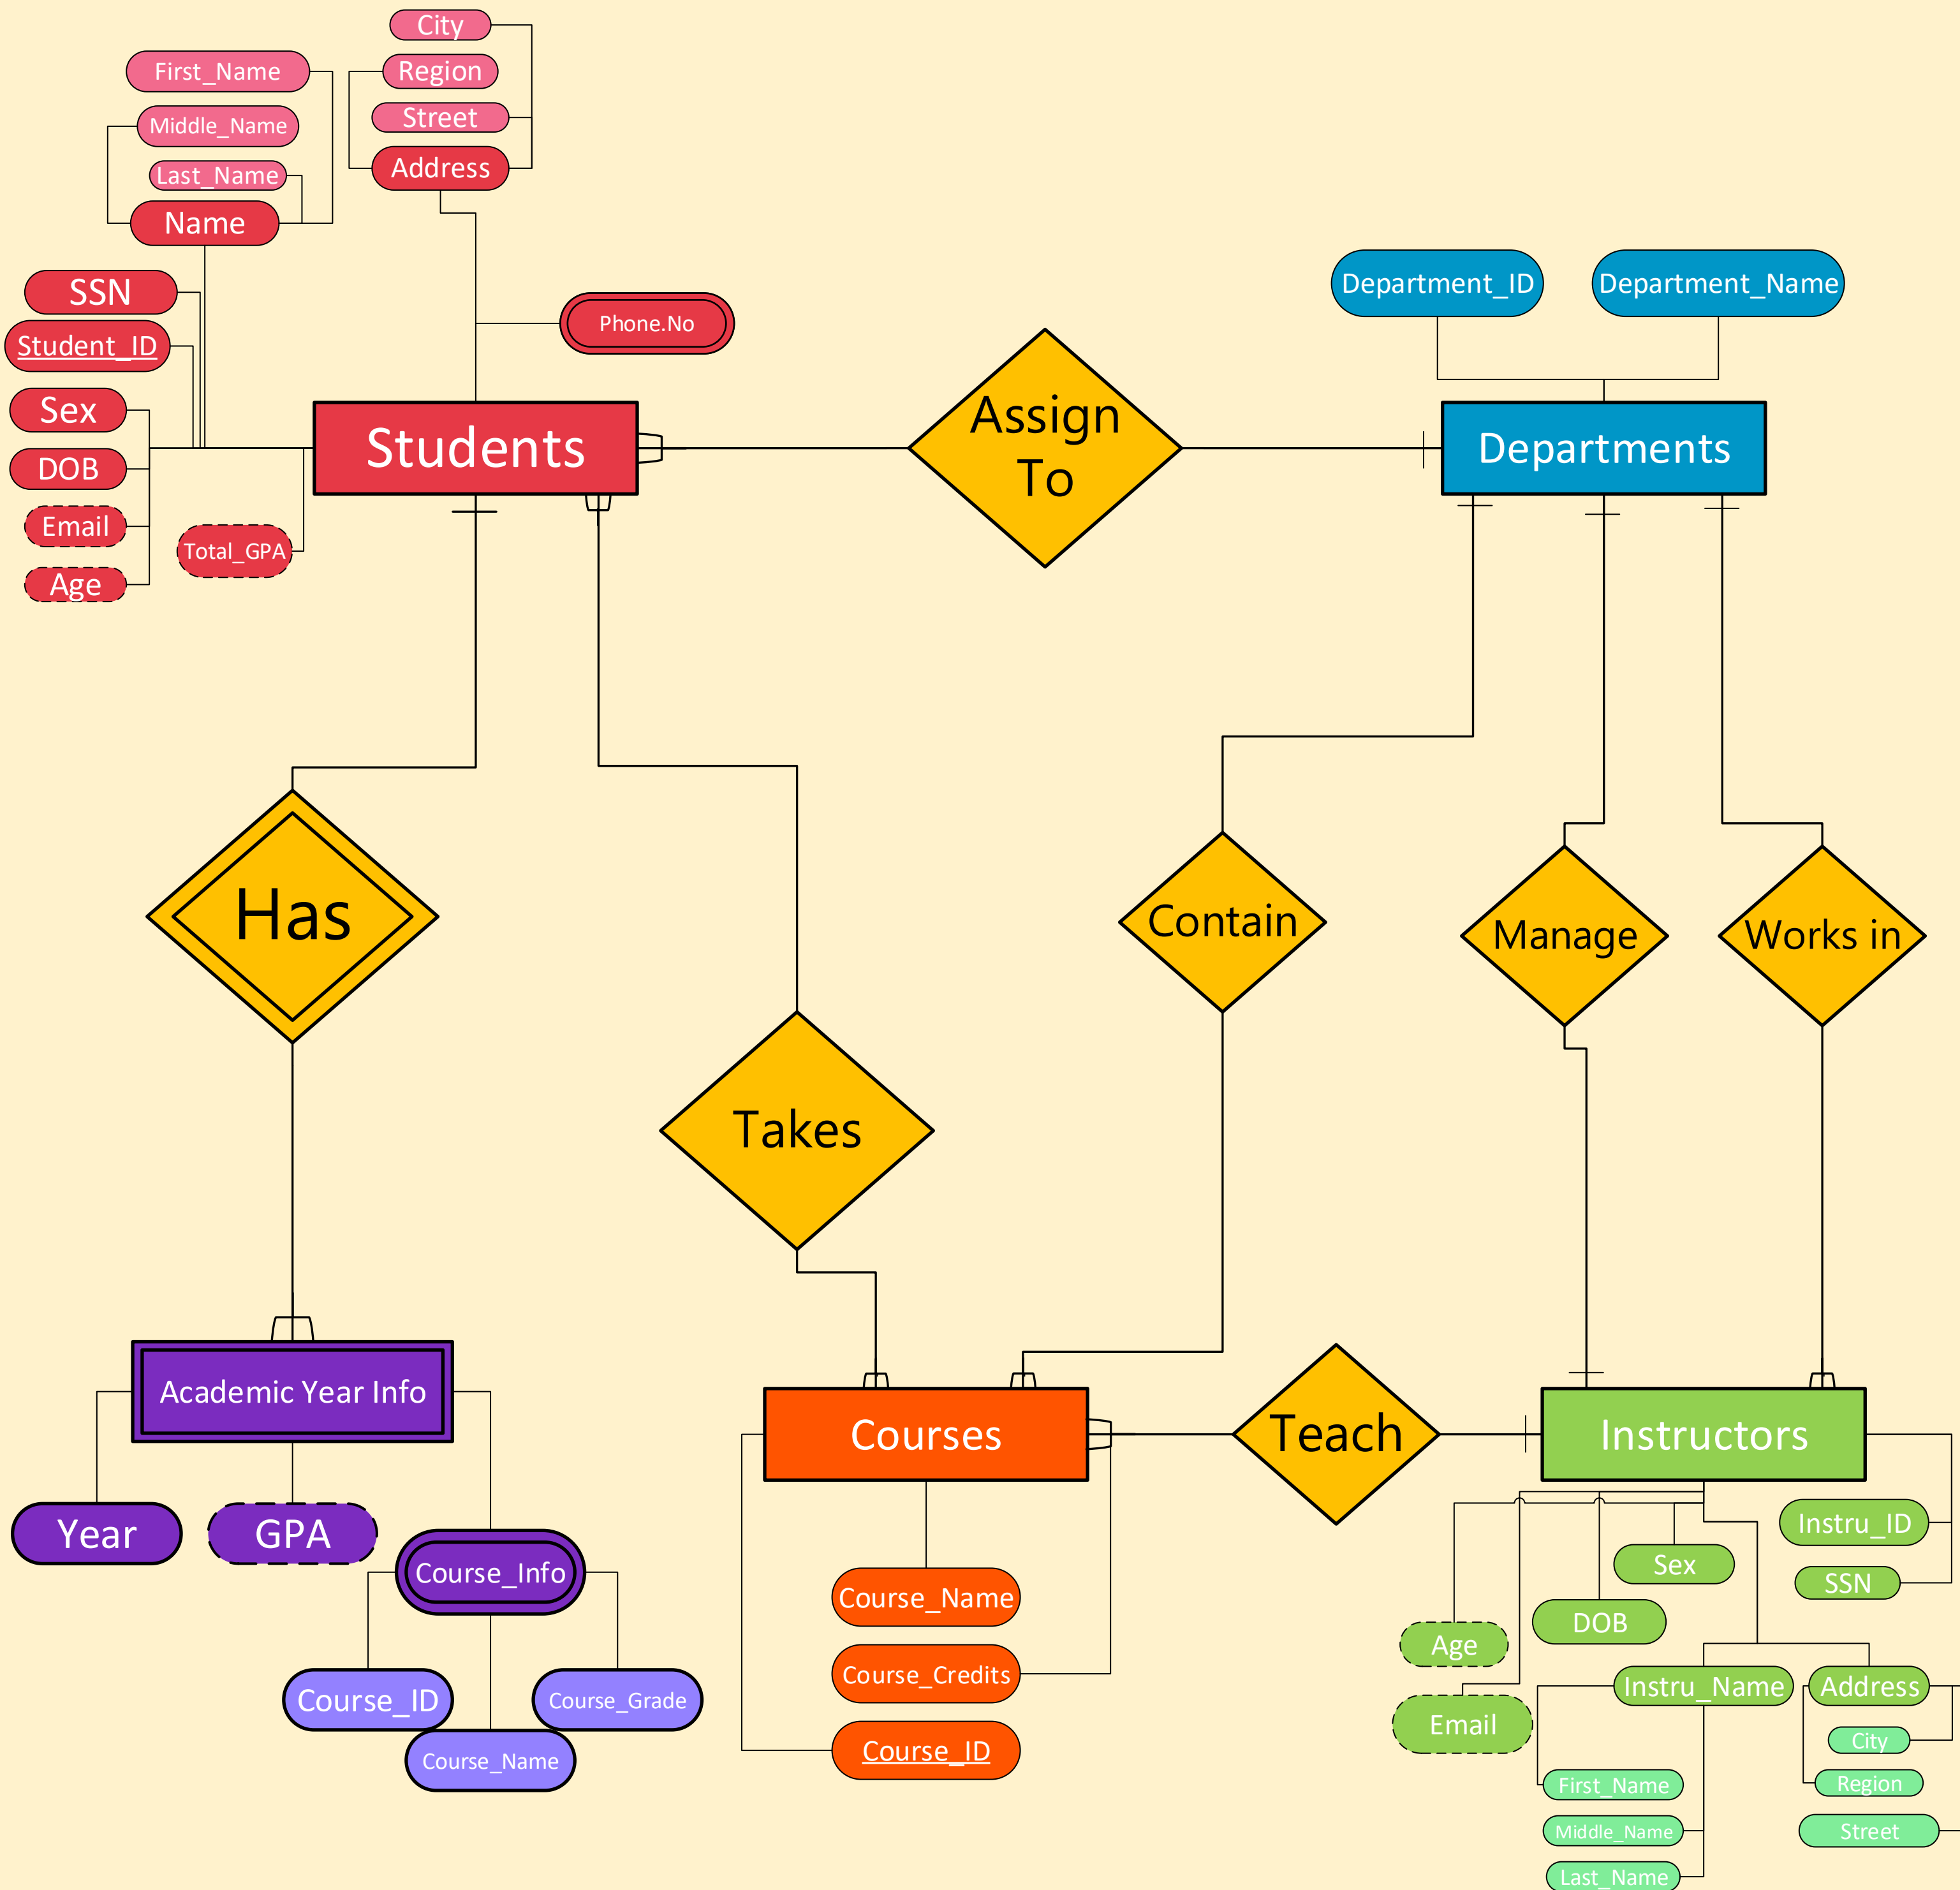 City
First_Name
Region
Middle_Name
Street
Address
Last_Name
Name
SSN
Student_ID
Phone.No
Department_ID
Department_Name
Sex
Students
Assign
To
Departments
DOB
Email
Total_GPA
Age
Has
Contain
Manage
Works in
Takes
Academic Year Info
Courses
Teach
Instructors
Year
GPA
Course_Info
Instru_ID
Sex
SSN
Course_Name
DOB
Age
Course_Credits
Instru_Name
Address
Course_ID
Course_Grade
Email
City
Course_Name
Course_ID
First_Name
Region
Middle_Name
Street
Last_Name